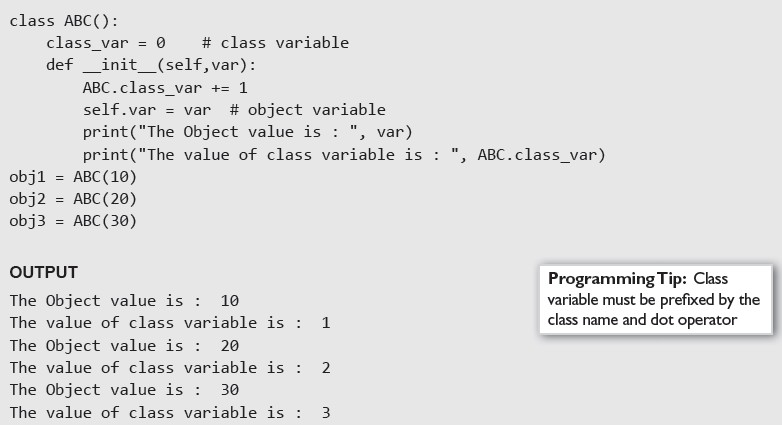 class ABC():
    class_var = 0    # class variable
    def __init__(self,var):
        ABC.class_var += 1
        self.var = var  # object variable
        print("The Object value is : ", var)
        print("The value of class variable is : ", ABC.class_var)
obj1 = ABC(10)
obj2 = ABC(20)
obj3 = ABC(30)
OUTPUT
The Object value is :  10
The value of class variable is :  1
The Object value is :  20
The value of class variable is :  2
The Object value is :  30
The value of class variable is :  3
Programming Tip: Class
variable must be prefixed by the
class name and dot operator